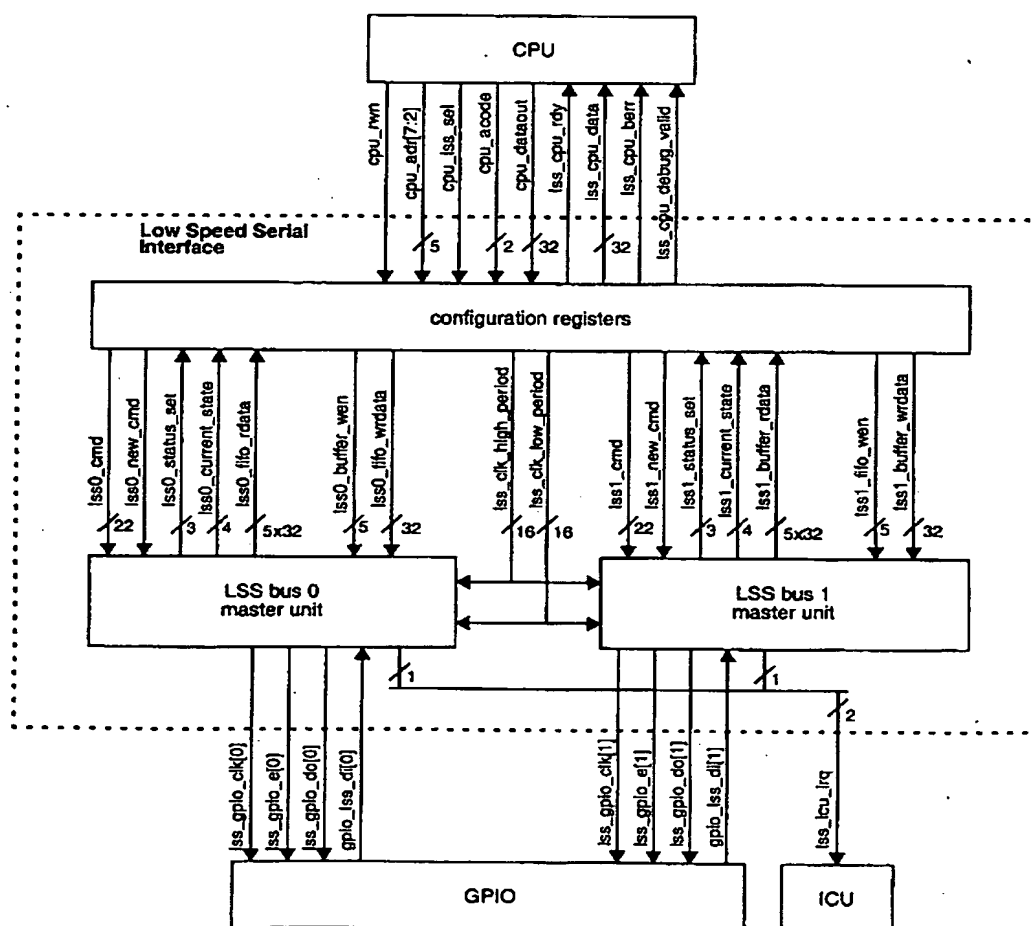 CPU
cpu_rwn
cpu_adr[7:2]
cpu_lss_sel
cpu_acode
cpu_dataout
lss_cpu_rdy
lss_cpu_data
lss_cpu_berr
lss_cpu_debug_valid
Low Speed Serial
Interface
5
2
32
32
configuration registers
lss0_cmd
lss0_new_cmd
lss0_status_set
lss0_current_state
lss0_fifo_rdata
lss0_buffer_wen
lss0_fifo_wrdata
lss_clk_high_period
lss_clk_low_period
lss1_cmd
lss1_new_cmd
lss1_status_set
lss1_current_state
lss1_buffer_rdata
lss1_fifo_wen
lss1_buffer_wrdata
22
3
4
5x32
5
32
16
16
22
3
4
5x32
5
32
LSS bus 0
master unit
LSS bus 1
master unit
1
1
2
lss_gpio_clk[0]
lss_gpio_e[0]
lss_gpio_do[0]
gpio_lss_di[0]
lss_gpio_clk[1]
lss_gpio_e[1]
lss_gpio_do[1]
gpio_lss_di[1]
lss_icu_irq
GPIO
ICU